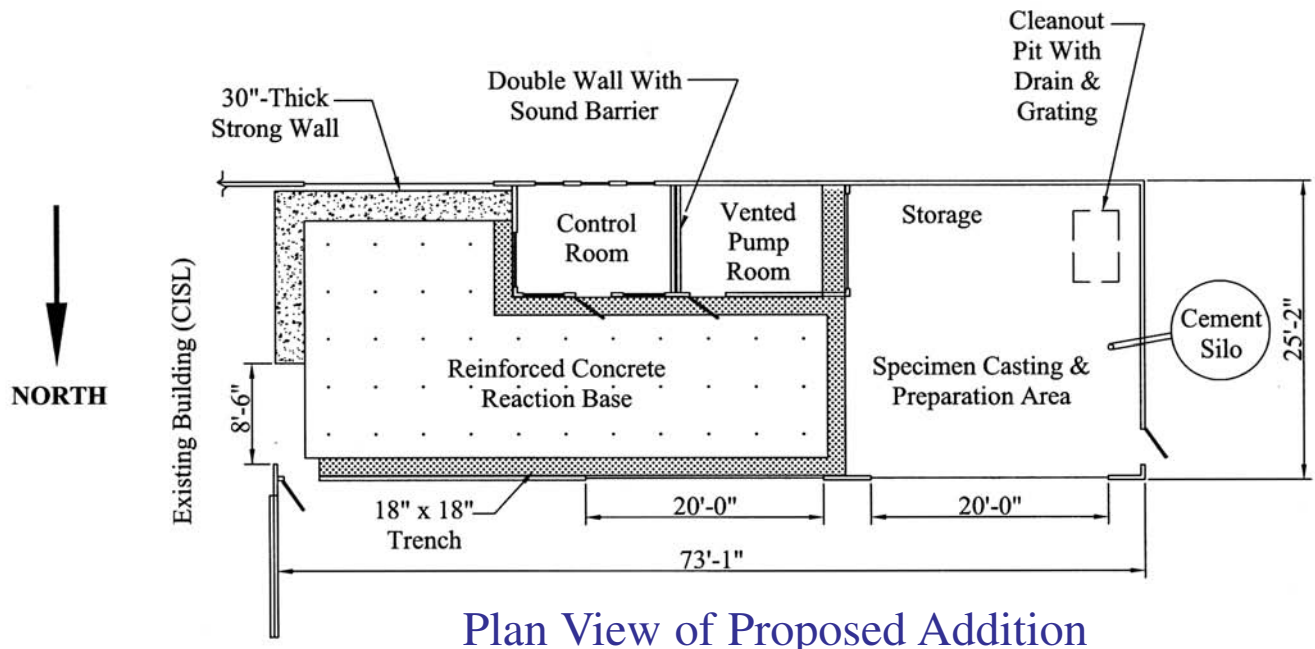 Cleanout
Pit With
Drain &
Grating
Double Wall With
Sound Barrier
30"-Thick
Strong Wall
Control
Room
Vented
Pump
Room
Storage
NORTH
Existing Building (CISL)
8'-6"
Reinforced Concrete
Reaction Base
Specimen Casting &
Preparation Area
Cement
Silo
25'-2"
18" x 18"
Trench
20'-0"
20'-0"
73'-1"
Plan View of Proposed Addition